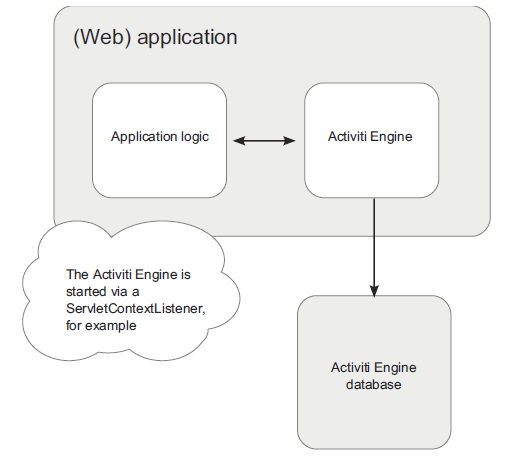 (Web) application
Application logic
Activiti Engine
The Activiti Engine is
started via a
ServletContextListener,
for example
Activiti Engine
database